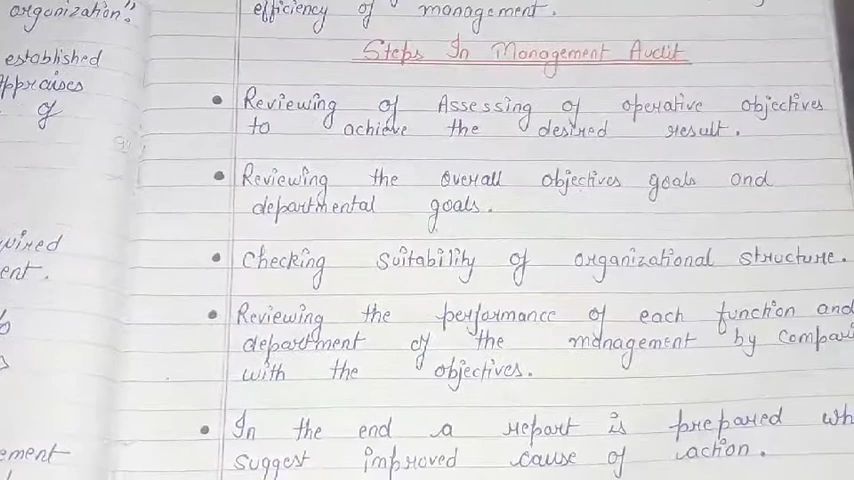 organization".
established
appraises
of
ent.
efficiency of management.
Steps In Management Audit
• Reviewing of Assessing of operative objectives
to achieve the desired result.
• Reviewing the overall objectives goals and
departmental goals.
• Checking suitability of organizational structure.
• Reviewing the performance of each function and
department of the management by compari
with the objectives.
• In the end a report is prepared wh
suggest improved cause of action.